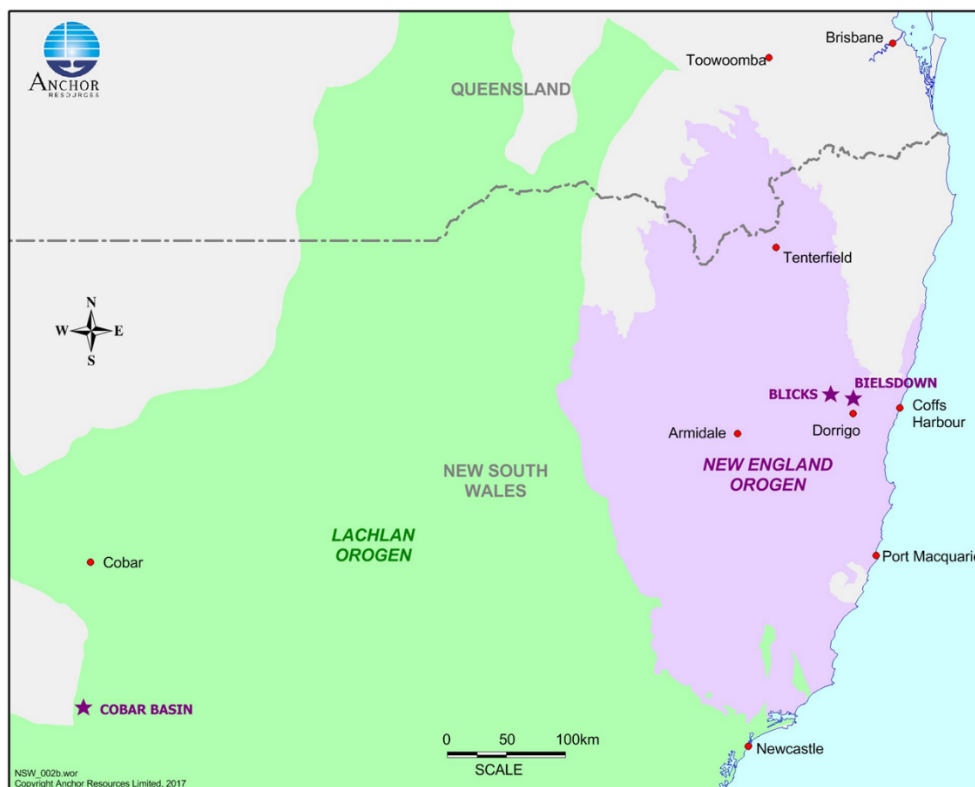 ANCHOR
RESOURCES
Brisbane
Toowoomba
QUEENSLAND
Tenterfield
N
W E
S
BLICKS
BIELSDOWN
Coffs
Harbour
Dorrigo
Armidale
NEW ENGLAND
OROGEN
NEW SOUTH
WALES
LACHLAN
OROGEN
Cobar
Port Macquarie
COBAR BASIN
0 50 100km
SCALE
Newcastle
NSW_002b.wor
Copyright Anchor Resources Limited, 2017